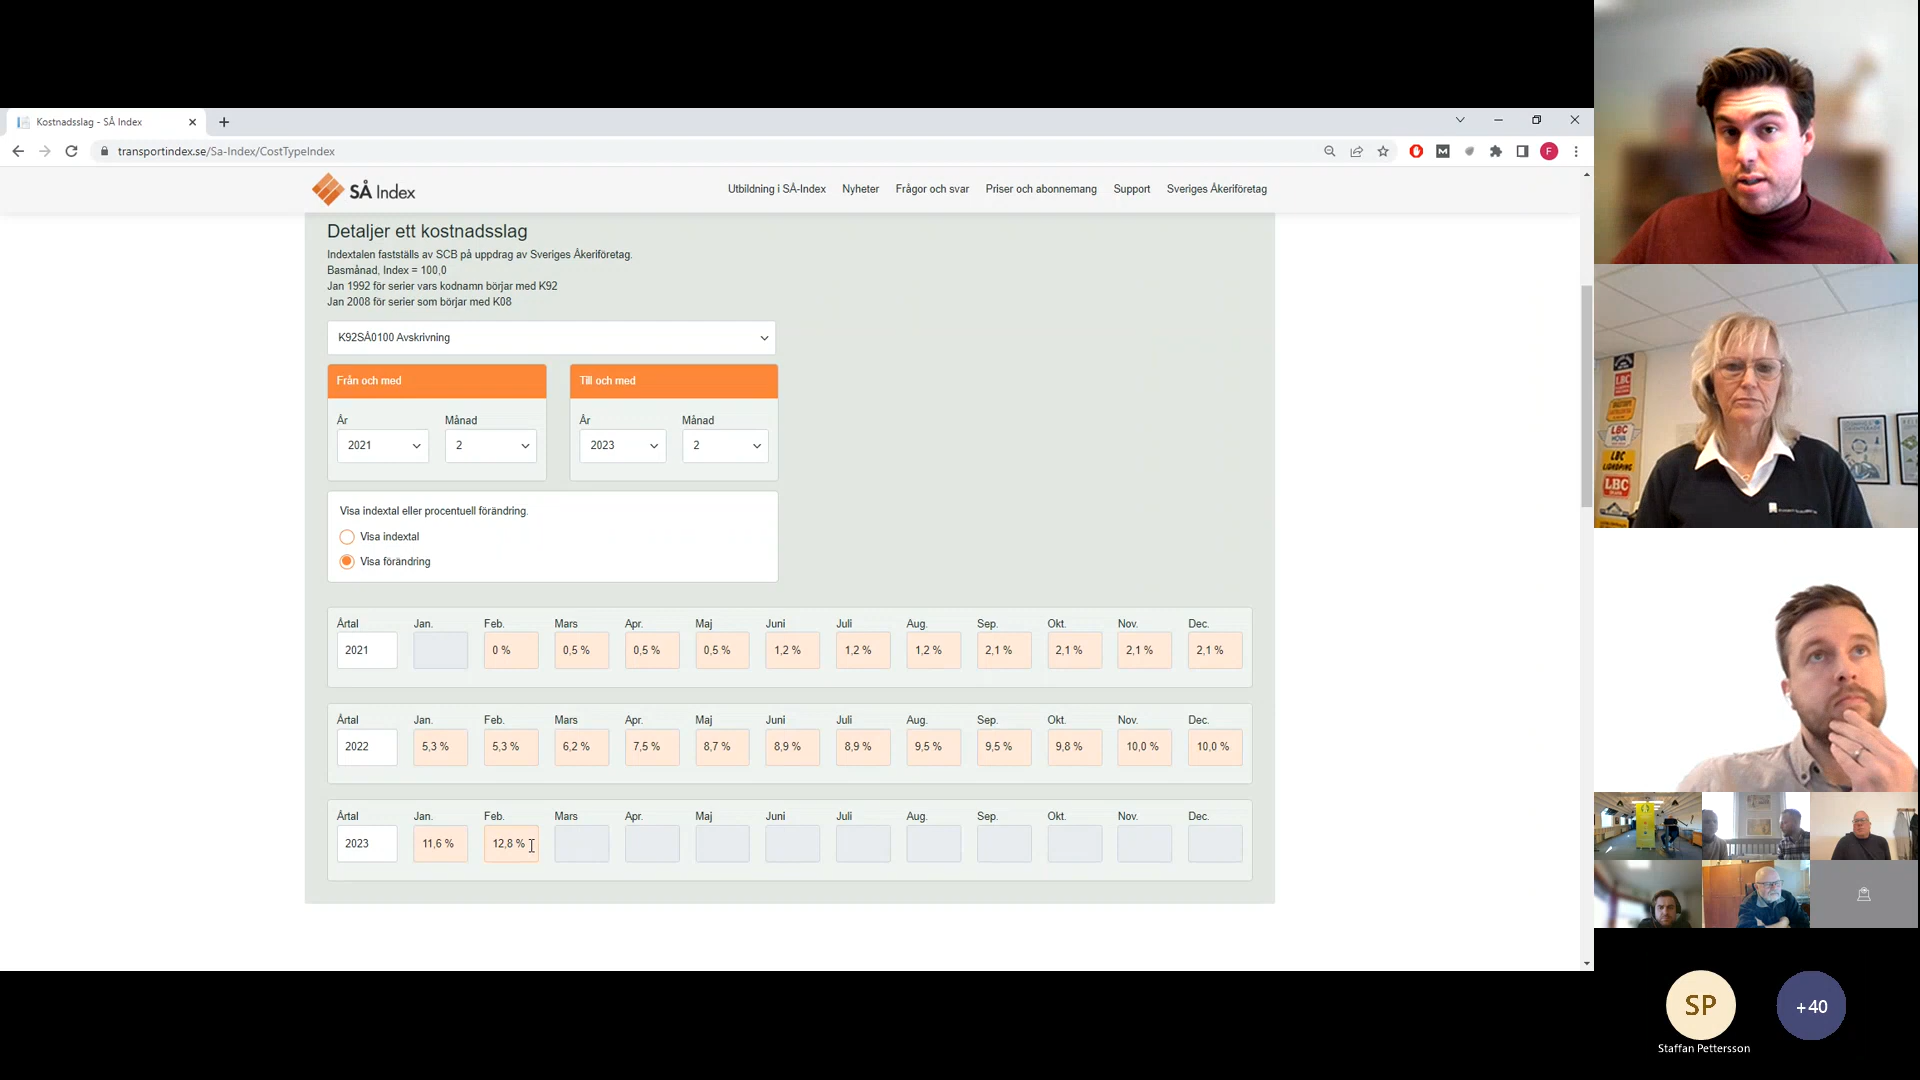 Kostnadsslag - SÅ Index
transportindex.se/Sa-Index/CostTypeIndex
F
SÅ Index
Utbildning i SÅ-Index
Nyheter
Frågor och svar
Priser och abonnemang
Support
Sveriges Åkeriföretag
Detaljer ett kostnadsslag
Indextalen fastställs av SCB på uppdrag av Sveriges Åkeriföretag.
Basmånad, Index = 100,0
Jan 1992 för serier vars kodnamn börjar med K92
Jan 2008 för serier som börjar med K08
K92SÅ0100 Avskrivning
Från och med
Till och med
År Månad
År Månad
2021 2
2023 2
Visa indextal eller procentuell förändring.
Visa indextal
Visa förändring
Årtal Jan. Feb. Mars Apr. Maj Juni Juli Aug. Sep. Okt. Nov. Dec.
2021 0 % 0,5 % 0,5 % 0,5 % 1,2 % 1,2 % 1,2 % 2,1 % 2,1 % 2,1 % 2,1 %
Årtal Jan. Feb. Mars Apr. Maj Juni Juli Aug. Sep. Okt. Nov. Dec.
2022 5,3 % 5,3 % 6,2 % 7,5 % 8,7 % 8,9 % 8,9 % 9,5 % 9,5 % 9,8 % 10,0 % 10,0 %
Årtal Jan. Feb. Mars Apr. Maj Juni Juli Aug. Sep. Okt. Nov. Dec.
2023 11,6 % 12,8 %
LBC
LBC
LBC
LIDKÖPING
LBC
SP
+40
Staffan Pettersson